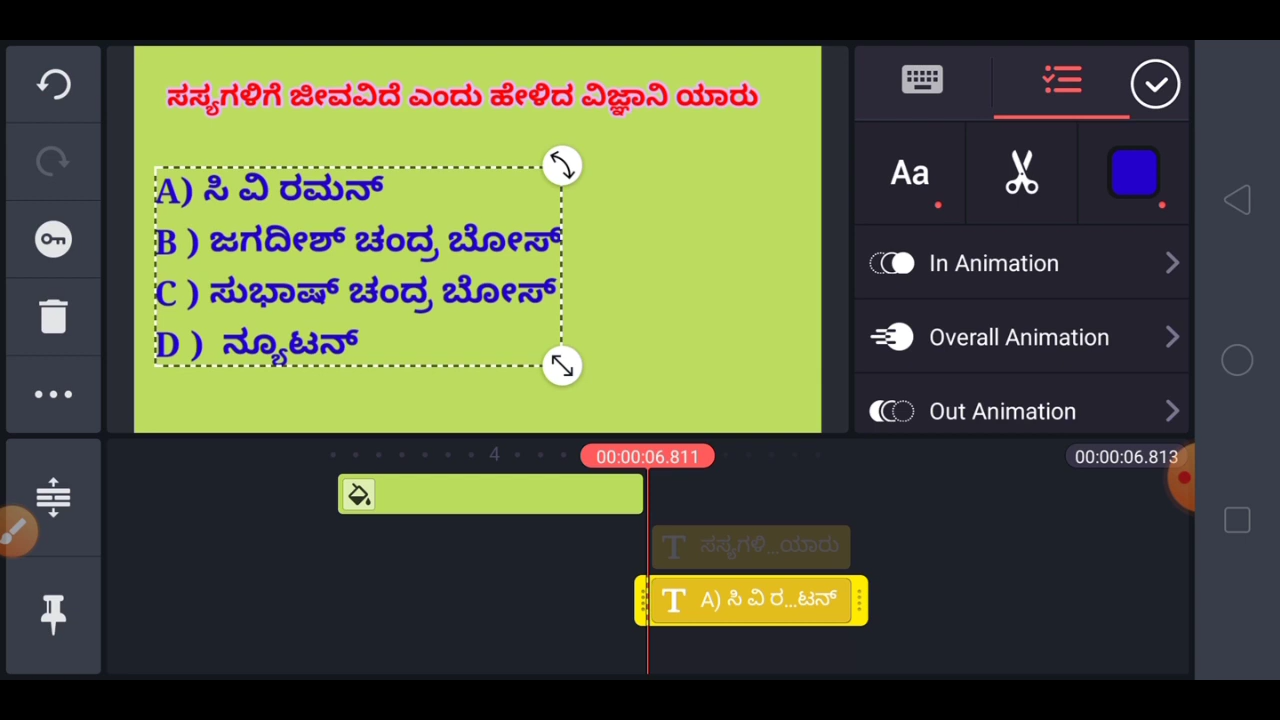 ಸಸ್ಯಗಳಿಗೆ ಜೀವವಿದೆ ಎಂದು ಹೇಳಿದ ವಿಜ್ಞಾನಿ ಯಾರು
A) ಸಿ ವಿ ರಮನ್
B ) ಜಗದೀಶ್ ಚಂದ್ರ ಬೋಸ್
C ) ಸುಭಾಷ್ ಚಂದ್ರ ಬೋಸ್
D ) ನ್ಯೂಟನ್
Aa
In Animation
Overall Animation
Out Animation
4
00:00:06.811
00:00:06.813
T ಸಸ್ಯಗಳಿ...ಯಾರು
T A) ಸಿ ವಿ ರ...ಟನ್